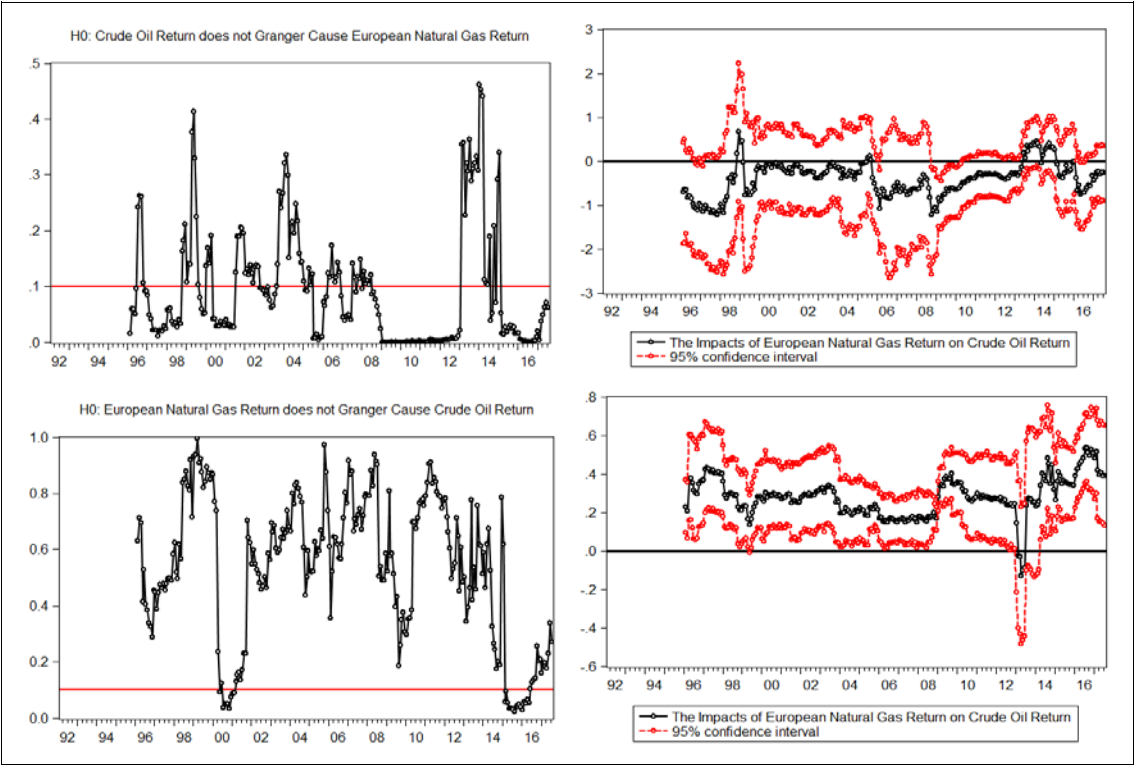 H0: Crude Oil Return does not Granger Cause European Natural Gas Return
.5
.4
.3
.2
.1
.0
92 94 96 98 00 02 04 06 08 10 12 14 16
3
2
1
0
-1
-2
-3
92 94 96 98 00 02 04 06 08 10 12 14 16
The Impacts of European Natural Gas Return on Crude Oil Return
95% confidence interval
H0: European Natural Gas Return does not Granger Cause Crude Oil Return
1.0
0.8
0.6
0.4
0.2
0.0
92 94 96 98 00 02 04 06 08 10 12 14 16
.8
.6
.4
.2
.0
-.2
-.4
-.6
92 94 96 98 00 02 04 06 08 10 12 14 16
The Impacts of European Natural Gas Return on Crude Oil Return
95% confidence interval